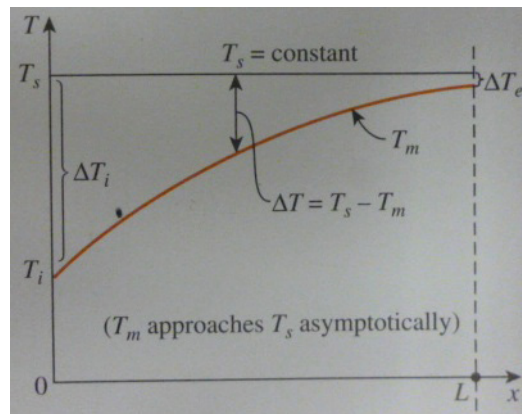 T
T_s = constant
T_s
ΔT_e
ΔT_i
T_m
ΔT = T_s – T_m
T_i
(T_m approaches T_s asymptotically)
0
L
x